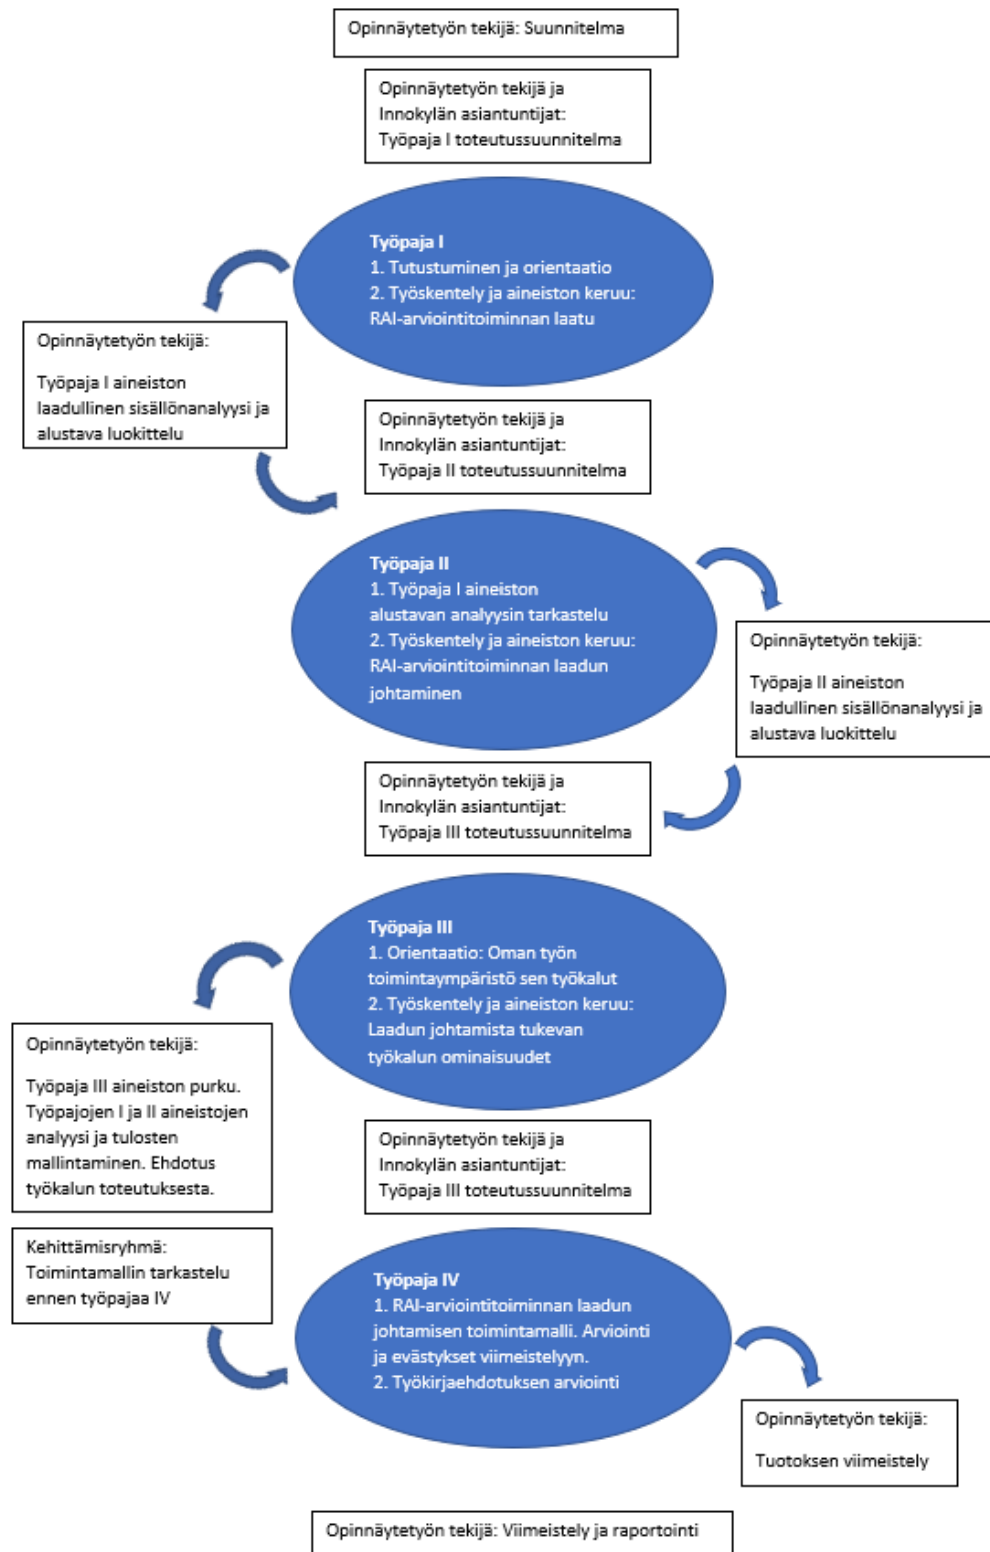 Opinnäytetyön tekijä: Suunnitelma
Opinnäytetyön tekijä ja
Innokylän asiantuntijat:
Työpaja I toteutussuunnitelma
Työpaja I
1. Tutustuminen ja orientaatio
2. Työskentely ja aineiston keruu:
RAI-arviointitoiminnan laatu
Opinnäytetyön tekijä:
Työpaja I aineiston
laadullinen sisällönanalyysi ja
alustava luokittelu
Opinnäytetyön tekijä ja
Innokylän asiantuntijat:
Työpaja II toteutussuunnitelma
Työpaja II
1. Työpaja I aineiston
alustavan analyysin tarkastelu
2. Työskentely ja aineiston keruu:
RAI-arviointitoiminnan laadun
johtaminen
Opinnäytetyön tekijä:
Työpaja II aineiston
laadullinen sisällönanalyysi ja
alustava luokittelu
Opinnäytetyön tekijä ja
Innokylän asiantuntijat:
Työpaja III toteutussuunnitelma
Työpaja III
1. Orientaatio: Oman työn
toimintaympäristö sen työkalut
2. Työskentely ja aineiston keruu:
Laadun johtamista tukevan
työkalun ominaisuudet
Opinnäytetyön tekijä:
Työpaja III aineiston purku.
Työpajojen I ja II aineistojen
analyysi ja tulosten
mallintaminen. Ehdotus
työkalun toteutuksesta.
Opinnäytetyön tekijä ja
Innokylän asiantuntijat:
Työpaja III toteutussuunnitelma
Kehittämisryhmä:
Toimintamallin tarkastelu
ennen työpajaa IV
Työpaja IV
1. RAI-arviointitoiminnan laadun
johtamisen toimintamalli. Arviointi
ja evästykset viimeistelyyn.
2. Työkirjaehdotuksen arviointi
Opinnäytetyön tekijä:
Tuotoksen viimeistely
Opinnäytetyön tekijä: Viimeistely ja raportointi